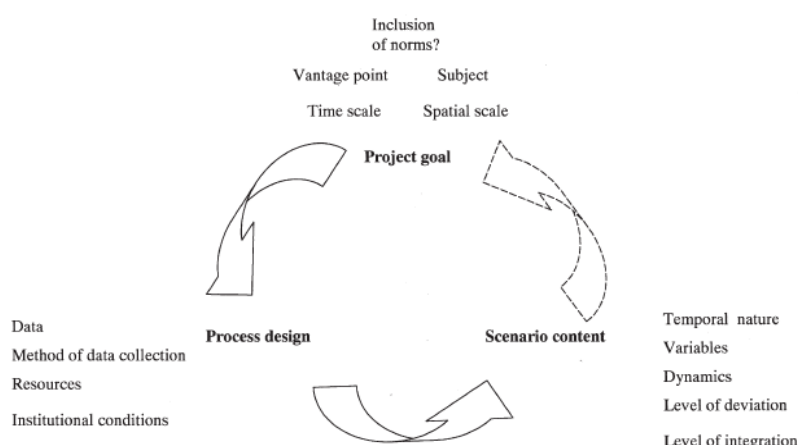 Inclusion
of norms?
Vantage point Subject
Time scale Spatial scale
Project goal
Data
Method of data collection
Resources
Institutional conditions
Process design
Scenario content
Temporal nature
Variables
Dynamics
Level of deviation
Level of integration